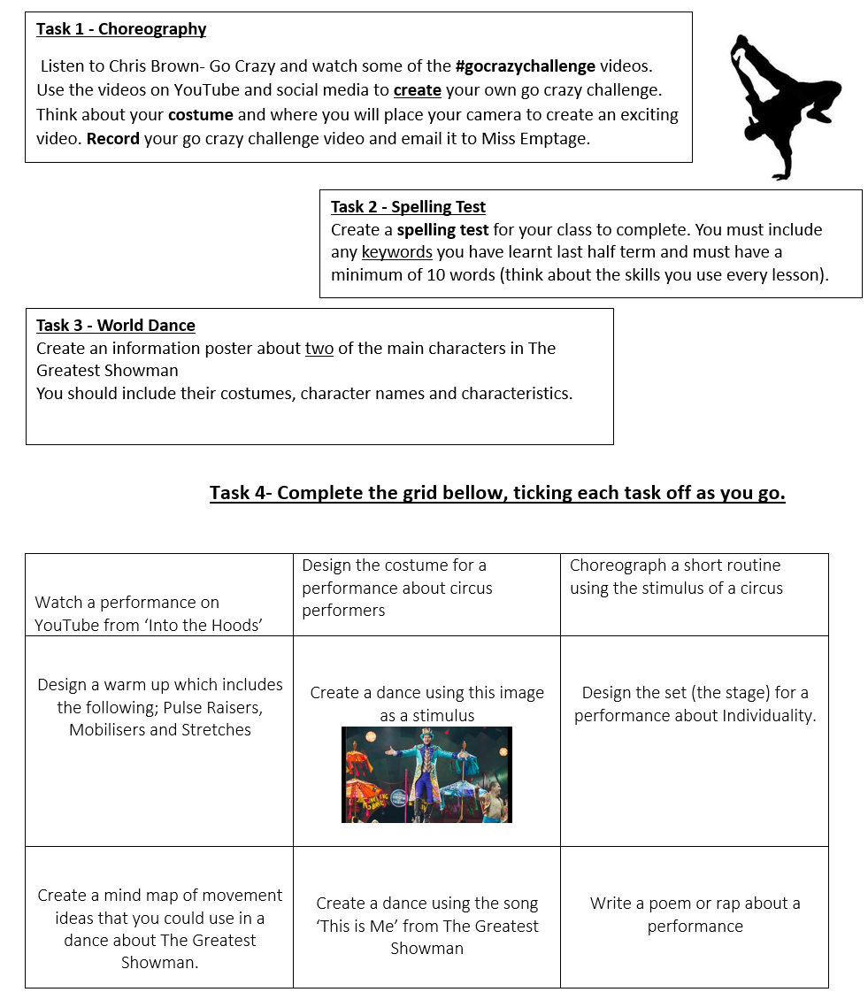 Task 1 - Choreography
Listen to Chris Brown- Go Crazy and watch some of the #gocrazychallenge videos.
Use the videos on YouTube and social media to create your own go crazy challenge.
Think about your costume and where you will place your camera to create an exciting
video. Record your go crazy challenge video and email it to Miss Emptage.
Task 2 - Spelling Test
Create a spelling test for your class to complete. You must include
any keywords you have learnt last half term and must have a
minimum of 10 words (think about the skills you use every lesson).
Task 3 - World Dance
Create an information poster about two of the main characters in The
Greatest Showman
You should include their costumes, character names and characteristics.
Task 4- Complete the grid bellow, ticking each task off as you go.
Watch a performance on
YouTube from ‘Into the Hoods’
Design the costume for a
performance about circus
performers
Choreograph a short routine
using the stimulus of a circus
Design a warm up which includes
the following; Pulse Raisers,
Mobilisers and Stretches
Create a dance using this image
as a stimulus
Design the set (the stage) for a
performance about Individuality.
Create a mind map of movement
ideas that you could use in a
dance about The Greatest
Showman.
Create a dance using the song
‘This is Me’ from The Greatest
Showman
Write a poem or rap about a
performance